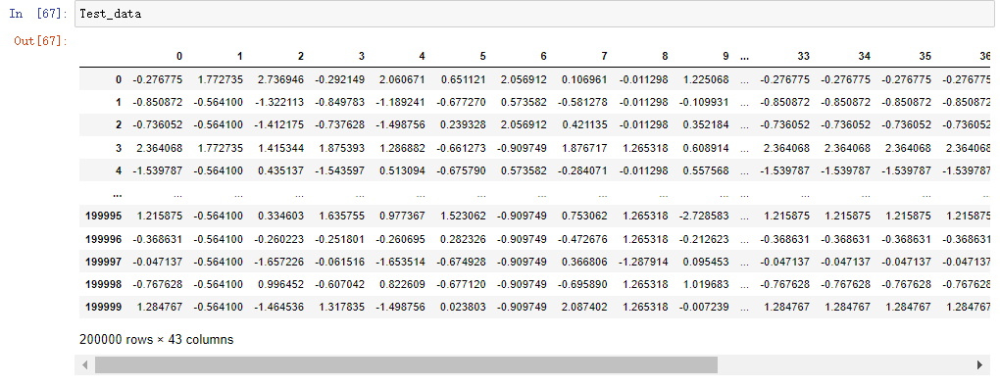 In [67]: Test_data
Out[67]:
0 1 2 3 4 5 6 7 8 9 ... 33 34 35 36
0 -0.276775 1.772735 2.736946 -0.292149 2.060671 0.651121 2.056912 0.106961 -0.011298 1.225068 ... -0.276775 -0.276775 -0.276775 -0.276775
1 -0.850872 -0.564100 -1.322113 -0.849783 -1.189241 -0.677270 0.573582 -0.581278 -0.011298 -0.109931 ... -0.850872 -0.850872 -0.850872 -0.850872
2 -0.736052 -0.564100 -1.412175 -0.737628 -1.498756 0.239328 2.056912 0.421135 -0.011298 0.352184 ... -0.736052 -0.736052 -0.736052 -0.736052
3 2.364068 1.772735 1.415344 1.875393 1.286882 -0.661273 -0.909749 1.876717 1.265318 0.608914 ... 2.364068 2.364068 2.364068 2.364068
4 -1.539787 -0.564100 0.435137 -1.543597 0.513094 -0.675790 0.573582 -0.284071 -0.011298 0.557568 ... -1.539787 -1.539787 -1.539787 -1.539787
... ... ... ... ... ... ... ... ... ... ... ... ... ... ... ...
199995 1.215875 -0.564100 0.334603 1.635755 0.977367 1.523062 -0.909749 0.753062 1.265318 -2.728583 ... 1.215875 1.215875 1.215875 1.215875
199996 -0.368631 -0.564100 -0.260223 -0.251801 -0.260695 0.282326 -0.909749 -0.472676 1.265318 -0.212623 ... -0.368631 -0.368631 -0.368631 -0.368631
199997 -0.047137 -0.564100 -1.657226 -0.061516 -1.653514 -0.674928 -0.909749 0.366806 -1.287914 0.095453 ... -0.047137 -0.047137 -0.047137 -0.047137
199998 -0.767628 -0.564100 0.996452 -0.607042 0.822609 -0.677120 -0.909749 -0.695890 1.265318 1.019683 ... -0.767628 -0.767628 -0.767628 -0.767628
199999 1.284767 -0.564100 -1.464536 1.317835 -1.498756 0.023803 -0.909749 2.087402 1.265318 -0.007239 ... 1.284767 1.284767 1.284767 1.284767
200000 rows × 43 columns